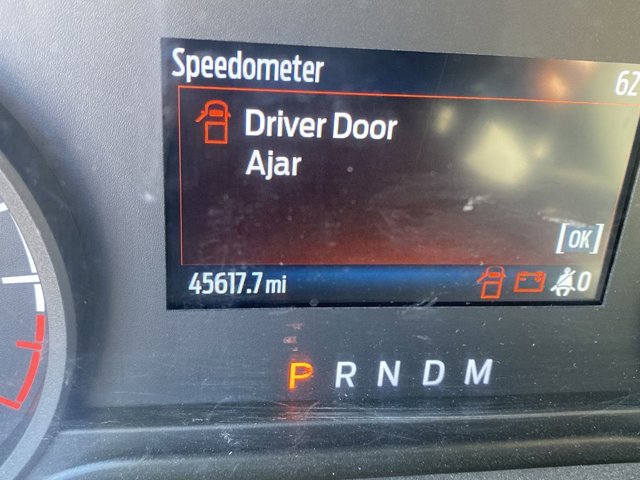 Speedometer 62
Driver Door
Ajar
[OK]
45617.7 mi 0
P R N D M